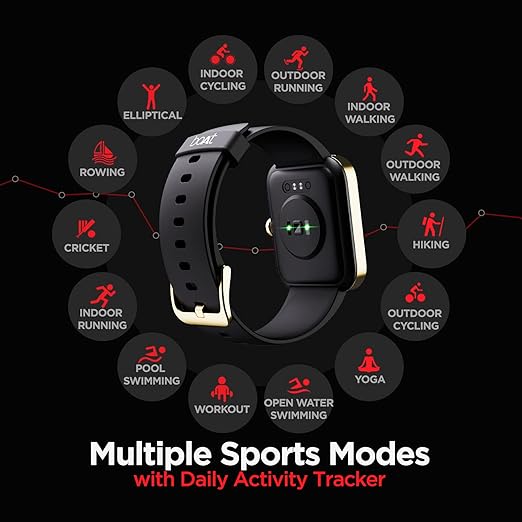 INDOOR
CYCLING
OUTDOOR
RUNNING
INDOOR
WALKING
OUTDOOR
WALKING
HIKING
OUTDOOR
CYCLING
YOGA
OPEN WATER
SWIMMING
WORKOUT
POOL
SWIMMING
INDOOR
RUNNING
CRICKET
ROWING
ELLIPTICAL
boAt
Multiple Sports Modes
with Daily Activity Tracker